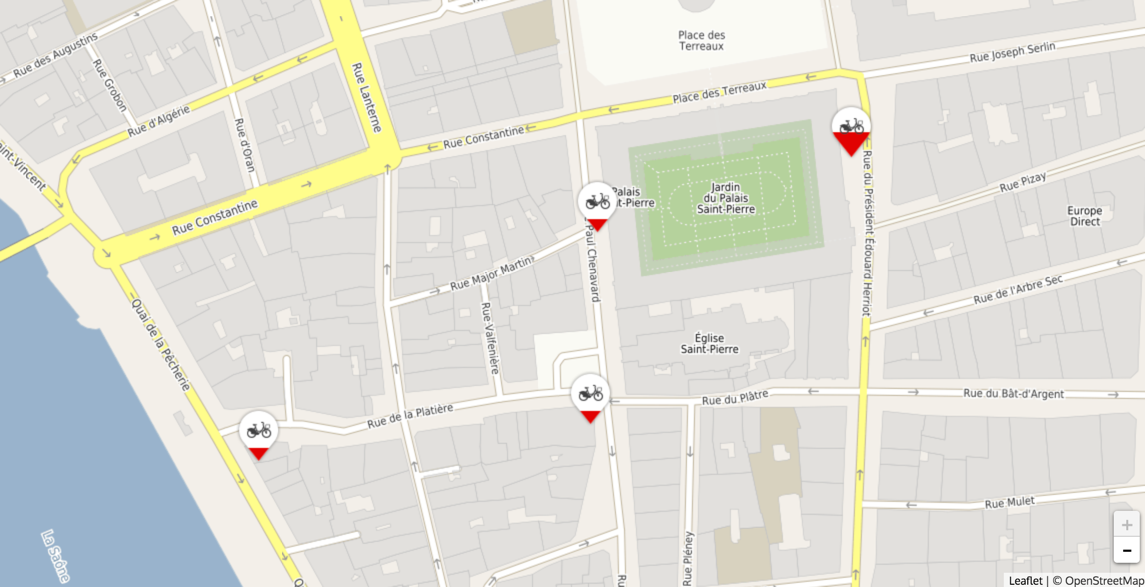 Place des
Terreaux
Rue Joseph Serlin
Rue des Augustins
Rue Grobon
Rue Lanterne
Place des Terreaux
Rue d'Algérie
Rue d'Oran
Rue Constantine
Rue du Président Édouard Herriot
aint-Vincent
Rue Pizay
Palais
t-Pierre
Jardin
du Palais
Saint-Pierre
Europe
Direct
Rue Constantine
Paul Chenavard
Rue Major Martin
Rue de l'Arbre Sec
Quai de la Pêcherie
Rue Valfenière
Église
Saint-Pierre
Rue du Plâtre
Rue du Bât-d'Argent
Rue de la Platière
Rue Mulet
La Saône
Rue Pléney
Ru
Q
+
-
Leaflet | © OpenStreetMap